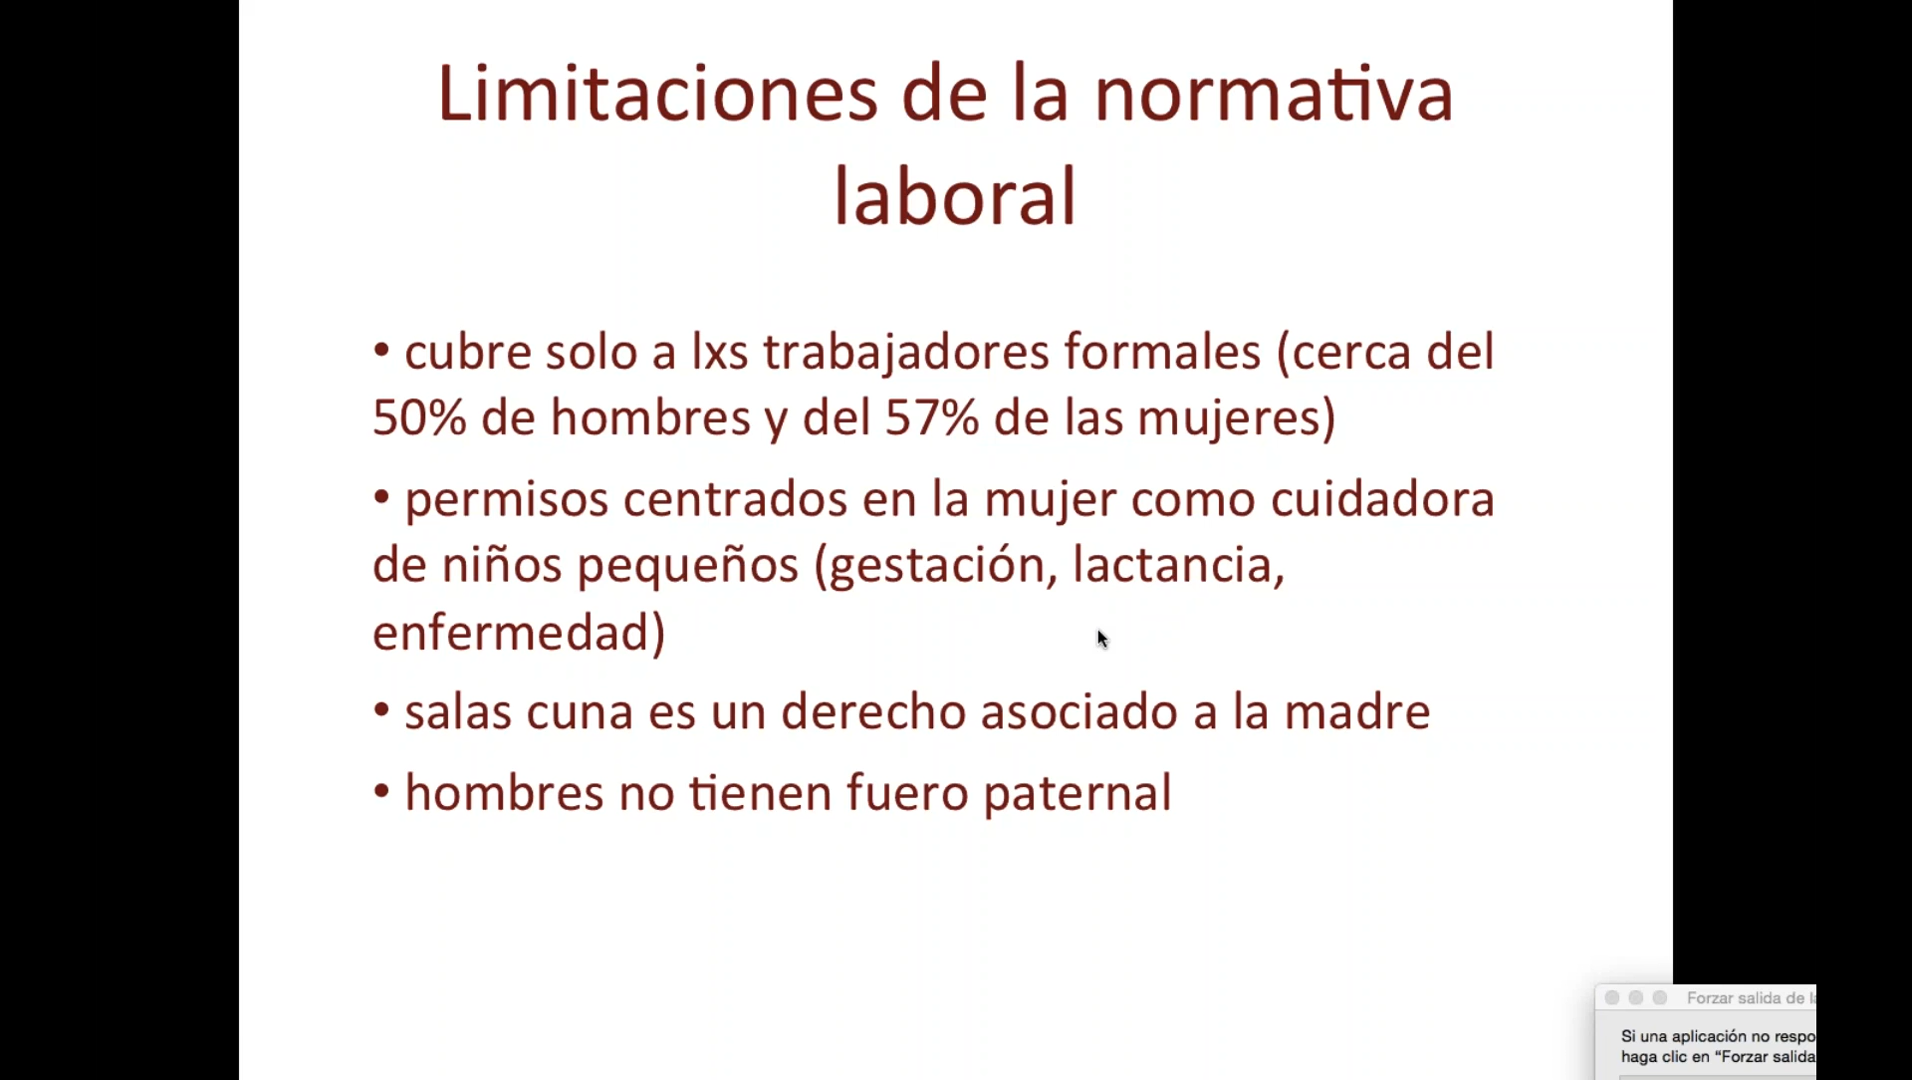 Limitaciones de la normativa
laboral
• cubre solo a lxs trabajadores formales (cerca del
50% de hombres y del 57% de las mujeres)
• permisos centrados en la mujer como cuidadora
de niños pequeños (gestación, lactancia,
enfermedad)
• salas cuna es un derecho asociado a la madre
• hombres no tienen fuero paternal
Forzar salida de
Si una aplicación no respo
haga clic en “Forzar salida